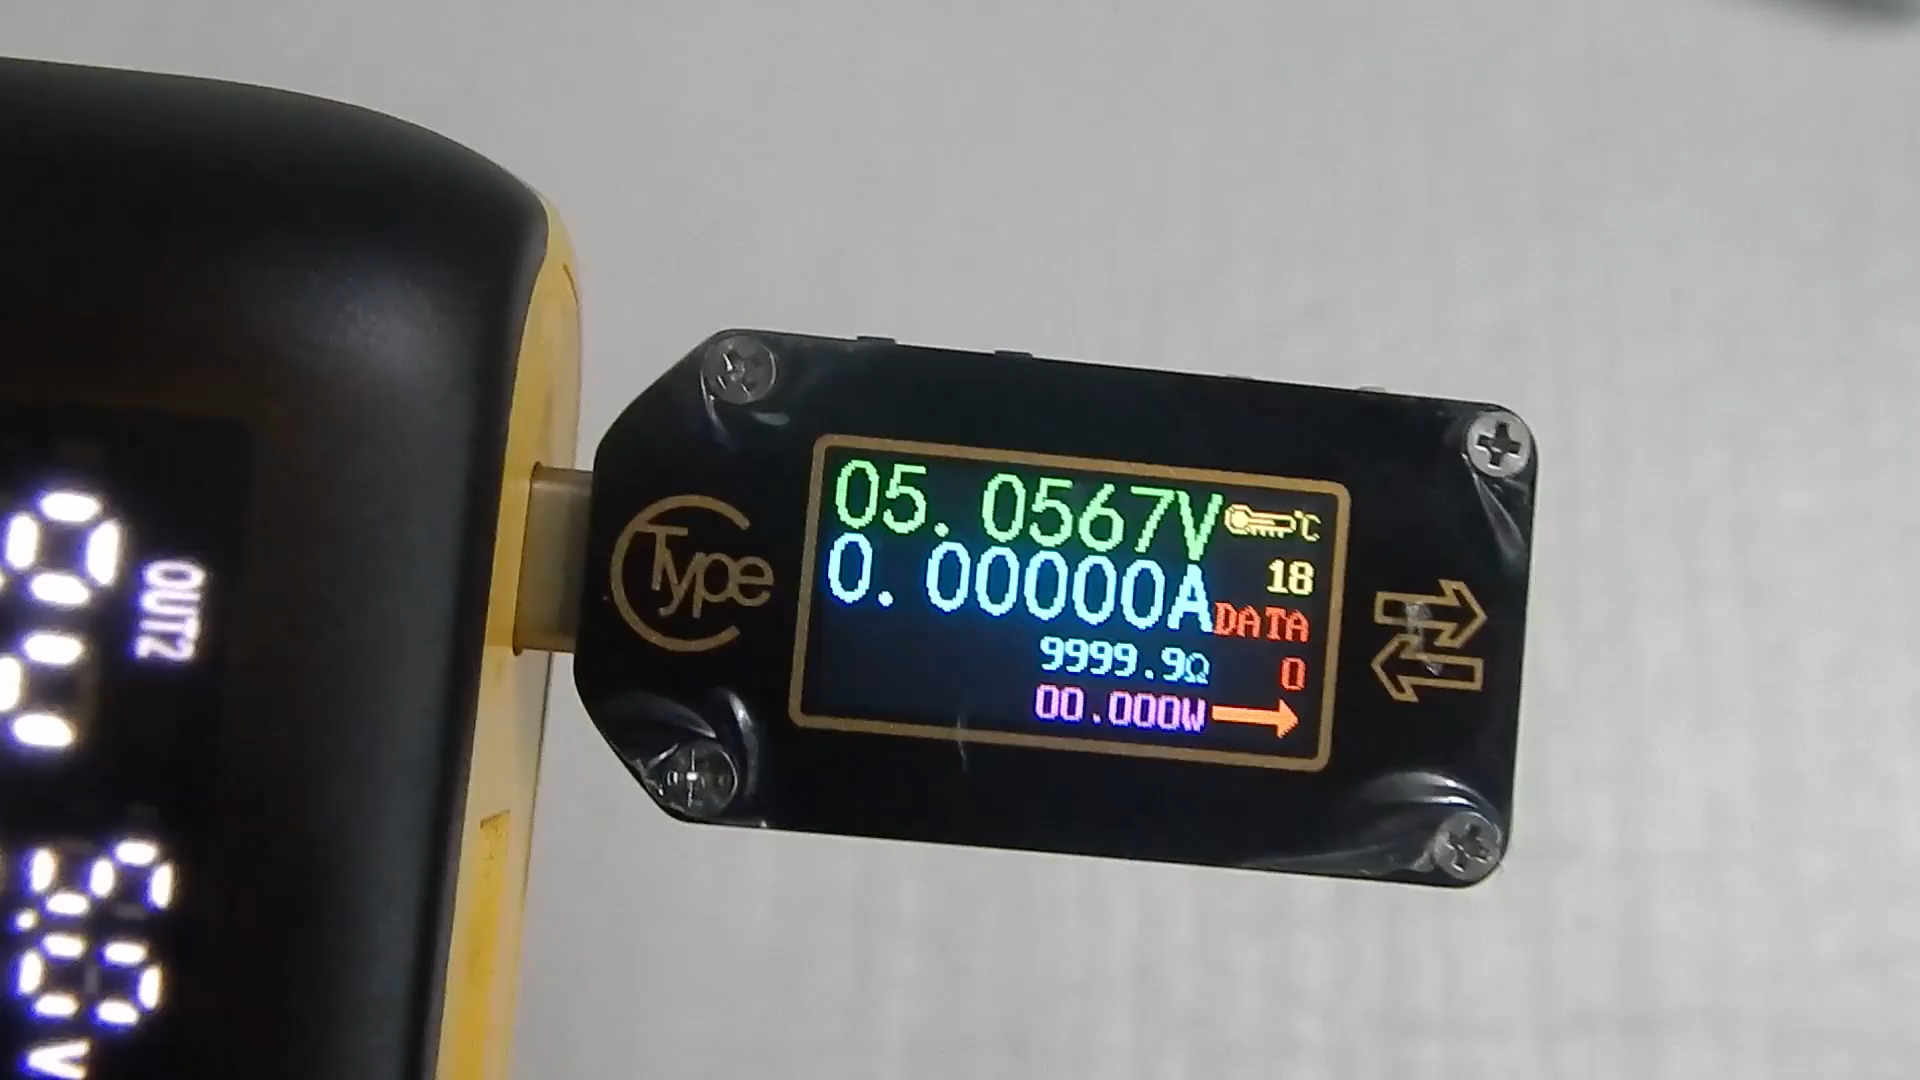 Type C
05.0567V
℃
0.00000A
18
DATA
9999.9Ω
0
00.000W
OUT2
V